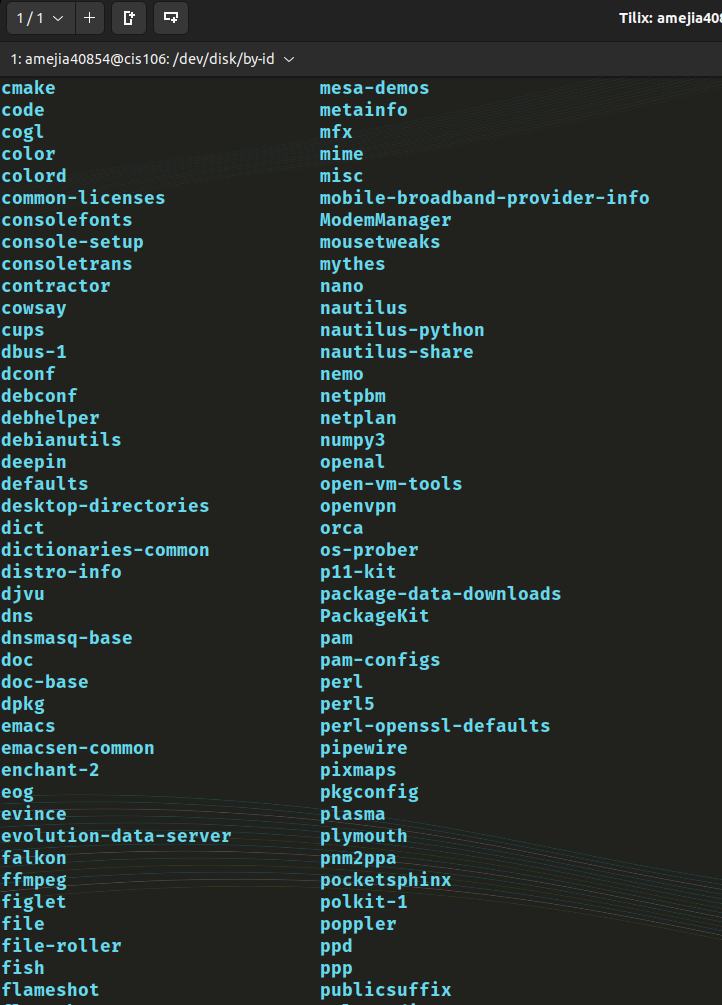 1 / 1
Tilix: amejia408
1: amejia40854@cis106: /dev/disk/by-id
cmake mesa-demos
code metainfo
cogl mfx
color mime
colord misc
common-licenses mobile-broadband-provider-info
consolefonts ModemManager
console-setup mousetweaks
consoletrans mythes
contractor nano
cowsay nautilus
cups nautilus-python
dbus-1 nautilus-share
dconf nemo
debconf netpbm
debhelper netplan
debianutils numpy3
deepin openal
defaults open-vm-tools
desktop-directories openvpn
dict orca
dictionaries-common os-prober
distro-info p11-kit
djvu package-data-downloads
dns PackageKit
dnsmasq-base pam
doc pam-configs
doc-base perl
dpkg perl5
emacs perl-openssl-defaults
emacsen-common pipewire
enchant-2 pixmaps
eog pkgconfig
evince plasma
evolution-data-server plymouth
falkon pnm2ppa
ffmpeg pocketsphinx
figlet polkit-1
file poppler
file-roller ppd
fish ppp
flameshot publicsuffix